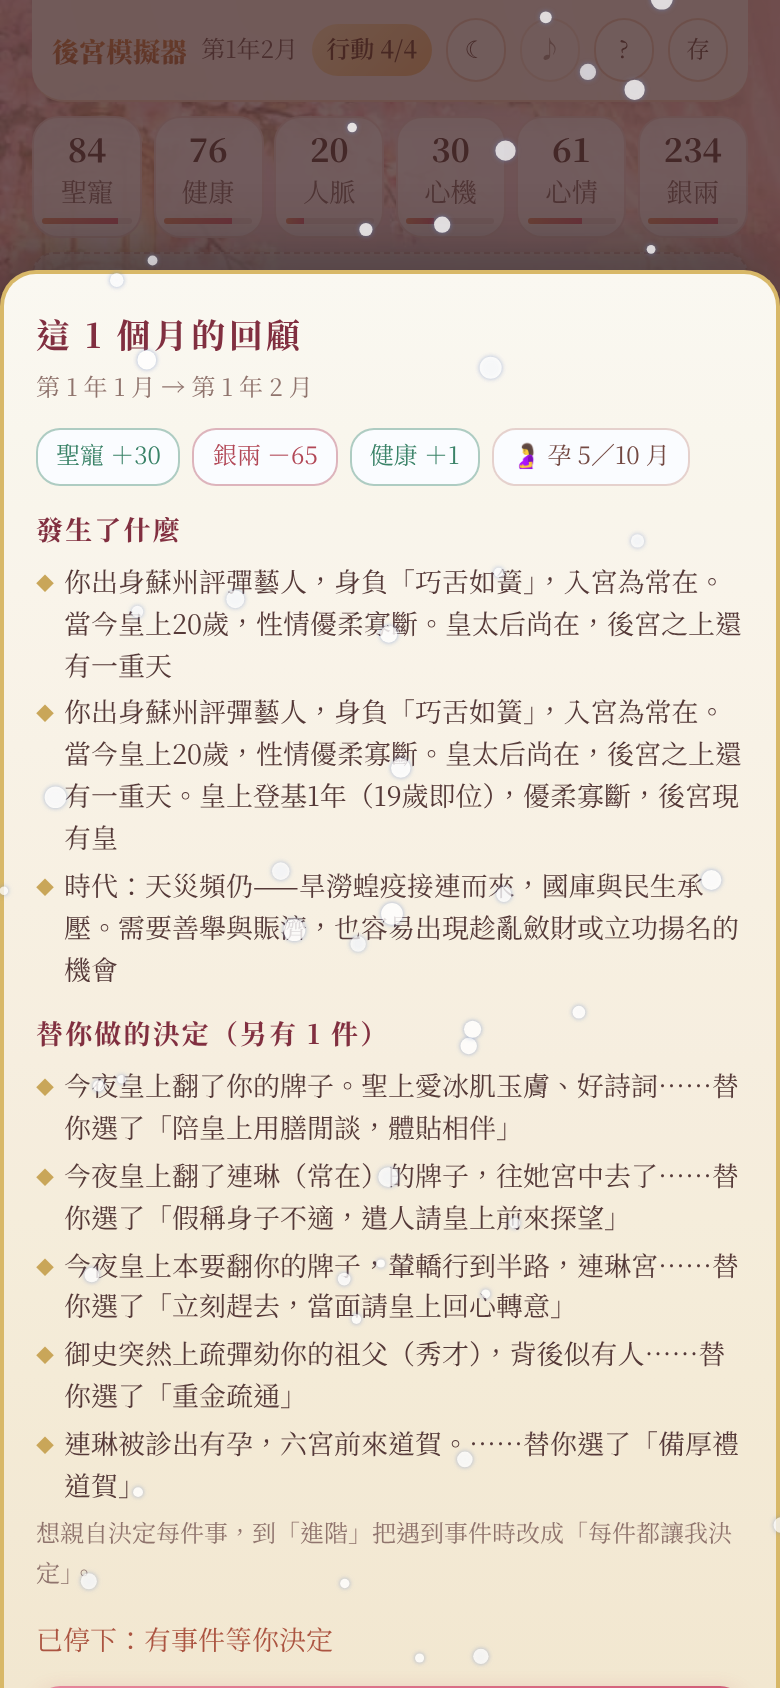 後宮模擬器 第1年2月 行動 4/4 ☾ ♪ ? 存
84 76 20 30 61 234
聖寵 健康 人脈 心機 心情 銀兩
這 1 個月的回顧
第 1 年 1 月 → 第 1 年 2 月
聖寵 ＋30 銀兩 －65 健康 ＋1 🤰 孕 5／10 月
發生了什麼
◆ 你出身蘇州評彈藝人，身負「巧舌如簧」，入宮為常在。
當今皇上20歲，性情優柔寡斷。皇太后尚在，後宮之上還
有一重天
◆ 你出身蘇州評彈藝人，身負「巧舌如簧」，入宮為常在。
當今皇上20歲，性情優柔寡斷。皇太后尚在，後宮之上還
有一重天。皇上登基1年（19歲即位），優柔寡斷，後宮現
有皇
◆ 時代：天災頻仍——旱澇蝗疫接連而來，國庫與民生承
壓。需要善舉與賑濟，也容易出現趁亂斂財或立功揚名的
機會
替你做的決定（另有 1 件）
◆ 今夜皇上翻了你的牌子。聖上愛冰肌玉膚、好詩詞……替
你選了「陪皇上用膳閒談，體貼相伴」
◆ 今夜皇上翻了連琳（常在）的牌子，往她宮中去了……替
你選了「假稱身子不適，遣人請皇上前來探望」
◆ 今夜皇上本要翻你的牌子，輦轎行到半路，連琳宮……替
你選了「立刻趕去，當面請皇上回心轉意」
◆ 御史突然上疏彈劾你的祖父（秀才），背後似有人……替
你選了「重金疏通」
◆ 連琳被診出有孕，六宮前來道賀。……替你選了「備厚禮
道賀」
想親自決定每件事，到「進階」把遇到事件時改成「每件都讓我決
定」。
已停下：有事件等你決定